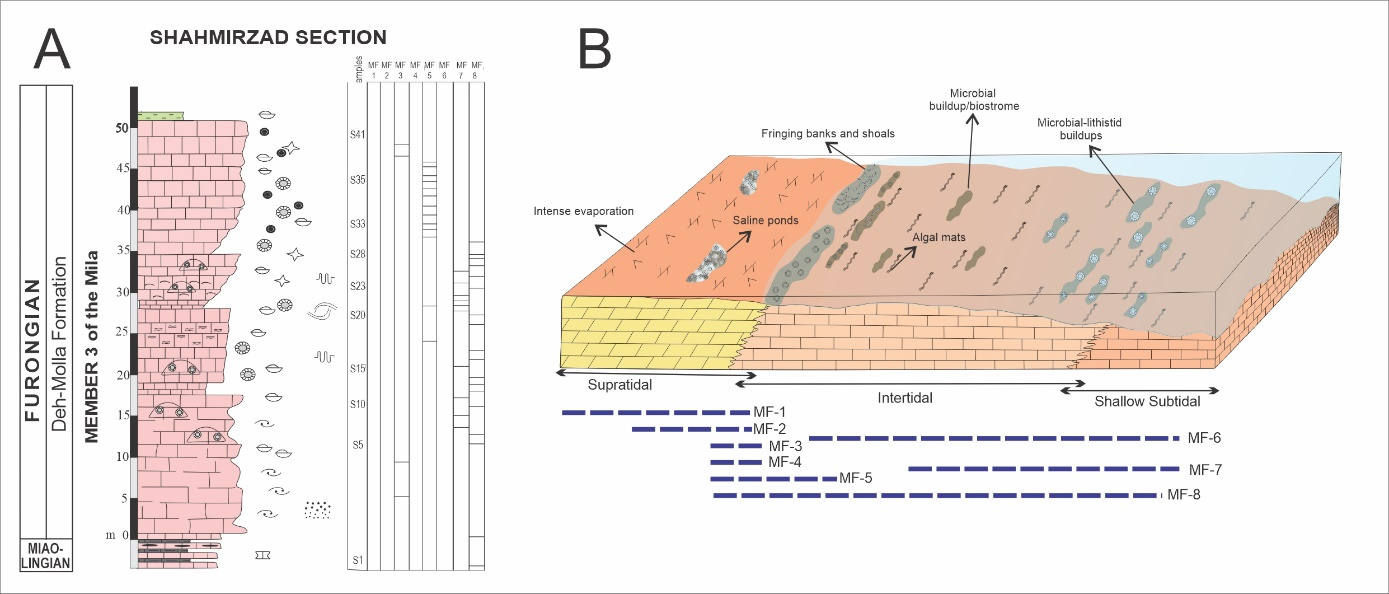 A
SHAHMIRZAD SECTION
FURONGIAN
MIAO-
LINGIAN
Deh-Molla Formation
MEMBER 3 of the Mila
50
45
40
35
30
25
20
15
10
5
m 0
amples
MF MF MF MF MF MF MF MF,
1 2 3 4 5 6 7 8
S41
S35
S33
S28
S23
S20
S15
S10
S5
S1
B
Microbial
buildup/biostrome
Fringing banks and shoals
Microbial-lithistid
buildups
Intense evaporation
Saline ponds
Algal mats
Supratidal
Intertidal
Shallow Subtidal
MF-1
MF-2
MF-3
MF-4
MF-5
MF-6
MF-7
MF-8